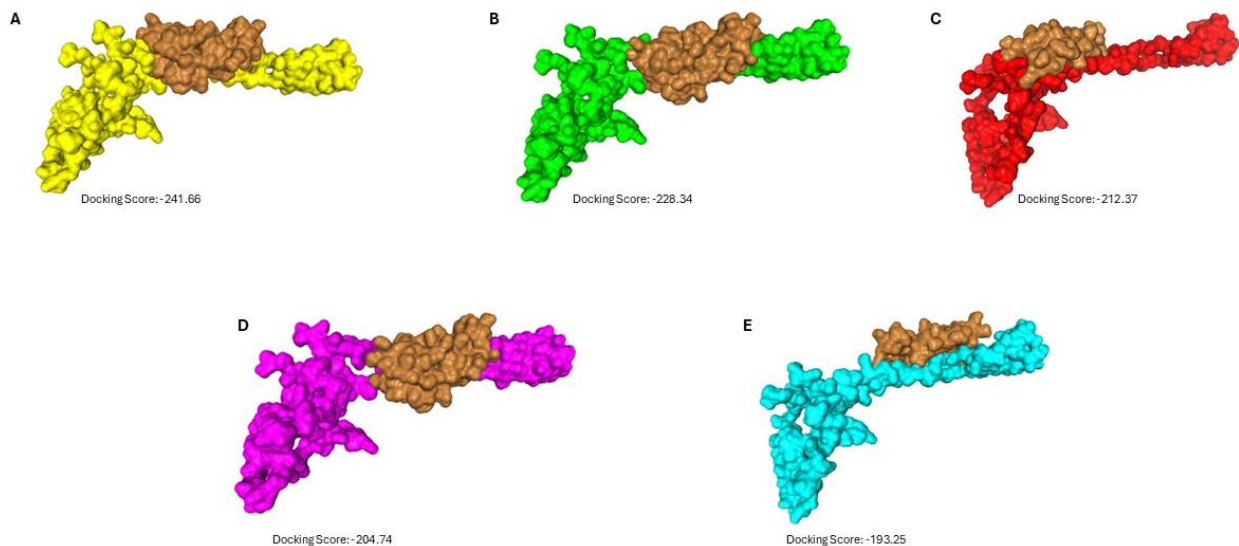 A
B
C
Docking Score: -241.66
Docking Score: -228.34
Docking Score: -212.37
D
E
Docking Score: -204.74
Docking Score: -193.25